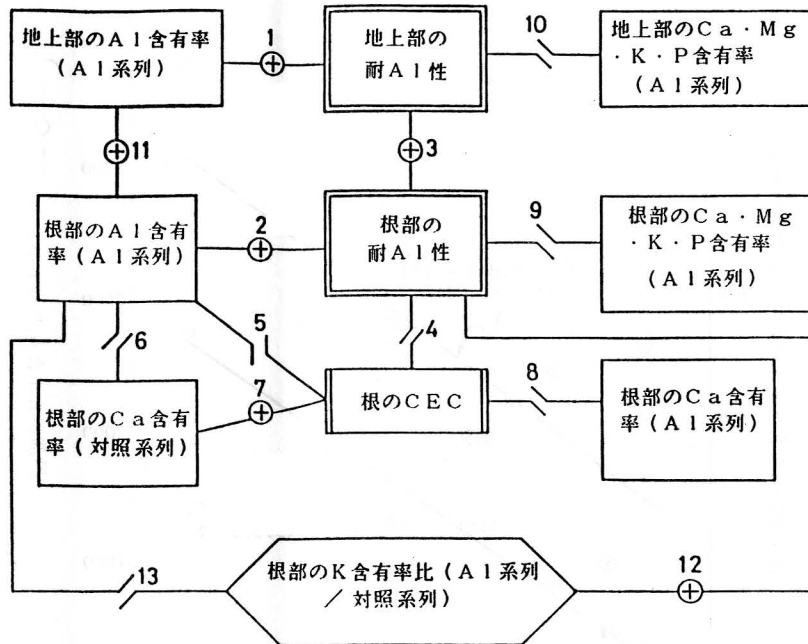 地上部のAl含有率
(Al系列)
1
地上部の
耐Al性
10
地上部のCa・Mg
・K・P含有率
(Al系列)
11
3
根部のAl含有
率(Al系列)
2
根部の
耐Al性
9
根部のCa・Mg
・K・P含有率
(Al系列)
6
5
4
根部のCa含有
率(対照系列)
7
根のCEC
8
根部のCa含有
率(Al系列)
13
根部のK含有率比(Al系列
/対照系列)
12